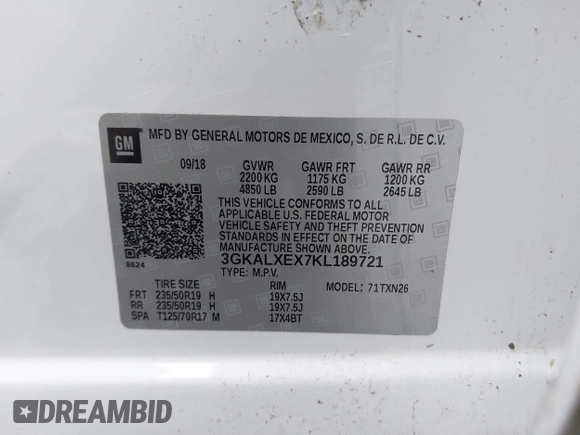 GM MFD BY GENERAL MOTORS DE MEXICO, S. DE R.L. DE C.V.
09/18 GVWR GAWR FRT GAWR RR
2200 KG 1175 KG 1200 KG
4850 LB 2590 LB 2645 LB
THIS VEHICLE CONFORMS TO ALL
APPLICABLE U.S. FEDERAL MOTOR
VEHICLE SAFETY AND THEFT
PREVENTION STANDARDS IN
EFFECT ON THE DATE OF
MANUFACTURE SHOWN ABOVE.
3GKALXEX7KL189721
8624 TYPE: M.P.V.
TIRE SIZE RIM MODEL: 71TXN26
FRT 235/50R19 H 19X7.5J
RR 235/50R19 H 19X7.5J
SPA T125/70R17 M 17X4BT
DREAMBID